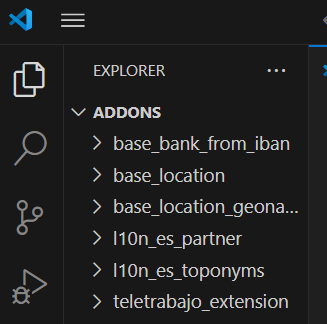 EXPLORER
ADDONS
base_bank_from_iban
base_location
base_location_geona...
l10n_es_partner
l10n_es_toponyms
teletrabajo_extension